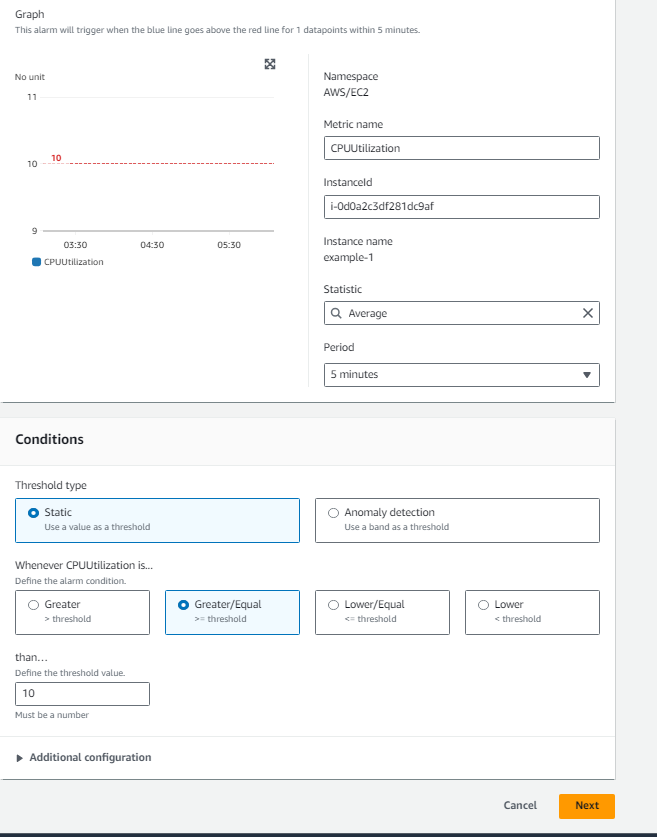 Graph
This alarm will trigger when the blue line goes above the red line for 1 datapoints within 5 minutes.
No unit
11
10
10
9
03:30 04:30 05:30
CPUUtilization
Namespace
AWS/EC2
Metric name
CPUUtilization
InstanceId
i-0d0a2c3df281dc9af
Instance name
example-1
Statistic
Average
Period
5 minutes
Conditions
Threshold type
Static
Use a value as a threshold
Anomaly detection
Use a band as a threshold
Whenever CPUUtilization is...
Define the alarm condition.
Greater
> threshold
Greater/Equal
>= threshold
Lower/Equal
<= threshold
Lower
< threshold
than...
Define the threshold value.
10
Must be a number
Additional configuration
Cancel
Next